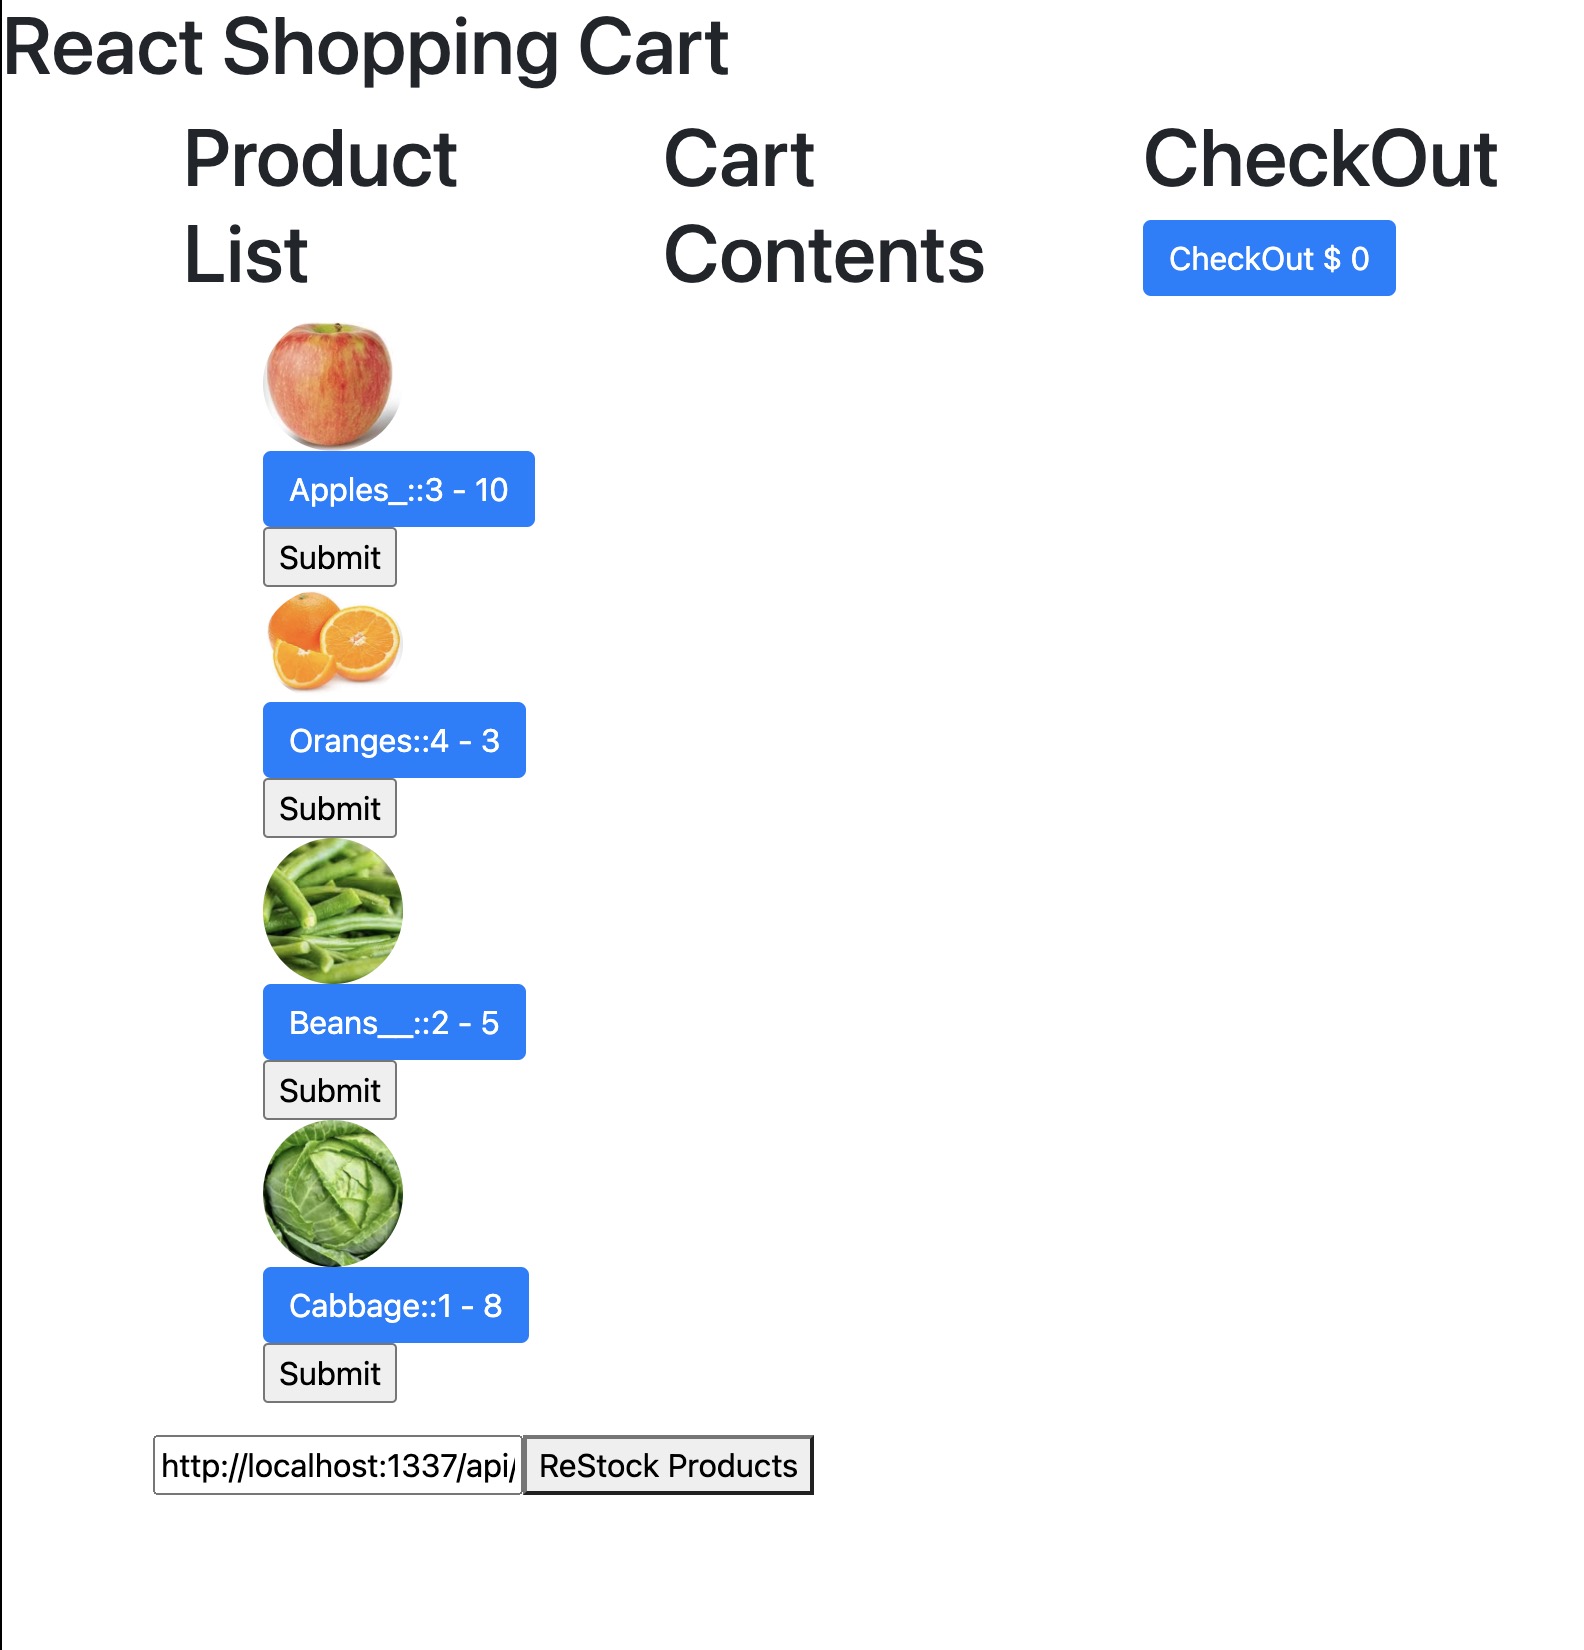 React Shopping Cart
Product
List
Cart
Contents
CheckOut
CheckOut $ 0
Apples_::3 - 10
Submit
Oranges::4 - 3
Submit
Beans__::2 - 5
Submit
Cabbage::1 - 8
Submit
http://localhost:1337/api/
ReStock Products